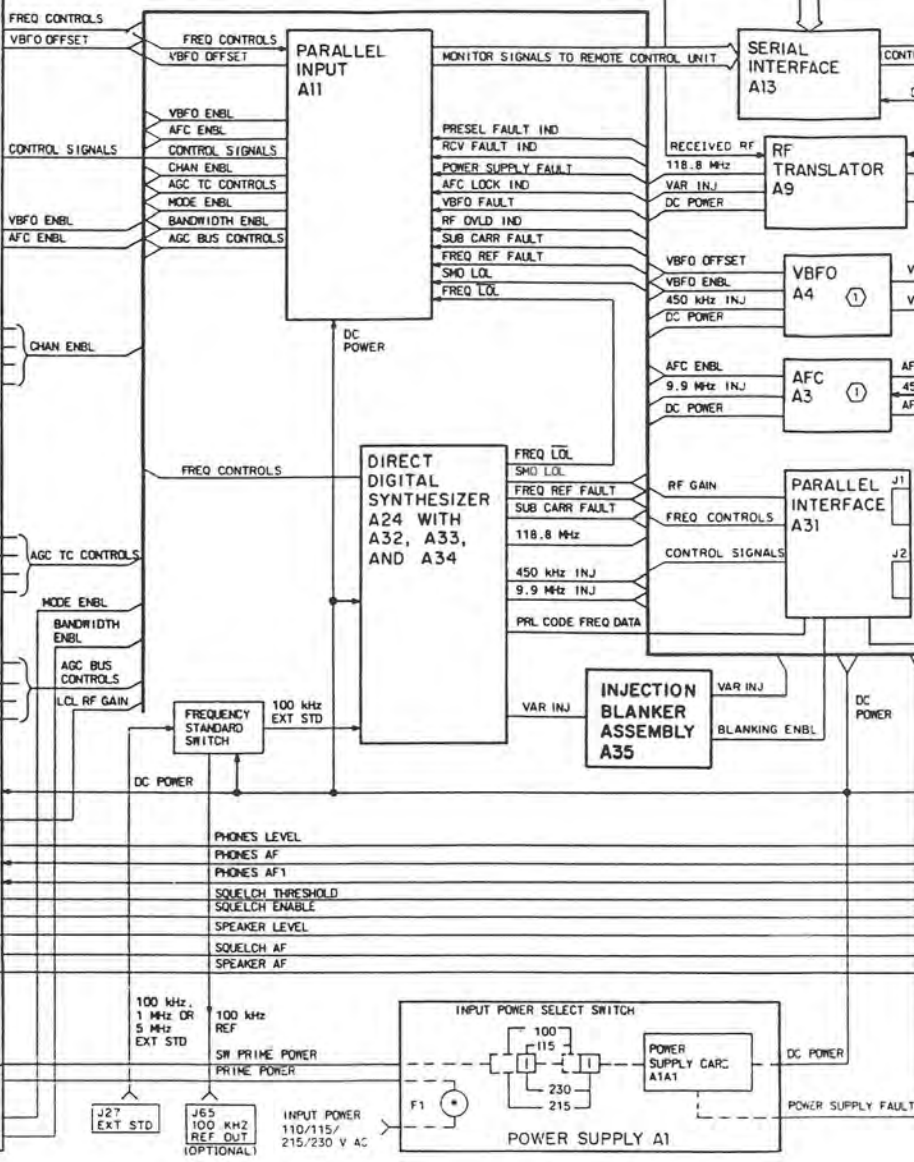 FREQ CONTROLS
VBFO OFFSET
CONTROL SIGNALS
VBFO ENBL
AFC ENBL
CHAN ENBL
AGC TC CONTROLS
MODE ENBL
BANDWIDTH
ENBL
AGC BUS
CONTROLS
LCL RF GAIN
FREQ CONTROLS
VBFO OFFSET
VBFO ENBL
AFC ENBL
CONTROL SIGNALS
CHAN ENBL
AGC TC CONTROLS
MODE ENBL
BANDWIDTH ENBL
AGC BUS CONTROLS
PARALLEL
INPUT
A11
MONITOR SIGNALS TO REMOTE CONTROL UNIT
PRESEL FAULT IND
RCV FAULT IND
POWER SUPPLY FAULT
AFC LOCK IND
VBFO FAULT
RF OVLD IND
SUB CARR FAULT
FREQ REF FAULT
SMO LOL
FREQ LOL
DC
POWER
SERIAL
INTERFACE
A13
RECEIVED RF
118.8 MHz
VAR INJ
DC POWER
RF
TRANSLATOR
A9
VBFO OFFSET
VBFO ENBL
450 kHz INJ
DC POWER
VBFO
A4
1
AFC ENBL
9.9 MHz INJ
DC POWER
AFC
A3
1
FREQ CONTROLS
DIRECT
DIGITAL
SYNTHESIZER
A24 WITH
A32, A33,
AND A34
FREQ LOL
SMO LOL
FREQ REF FAULT
SUB CARR FAULT
118.8 MHz
450 kHz INJ
9.9 MHz INJ
PRL CODE FREQ DATA
VAR INJ
RF GAIN
FREQ CONTROLS
CONTROL SIGNALS
PARALLEL
INTERFACE
A31
J1
J2
FREQUENCY
STANDARD
SWITCH
100 kHz
EXT STD
INJECTION
BLANKER
ASSEMBLY
A35
VAR INJ
BLANKING ENBL
DC
POWER
DC POWER
PHONES LEVEL
PHONES AF
PHONES AF1
SQUELCH THRESHOLD
SQUELCH ENABLE
SPEAKER LEVEL
SQUELCH AF
SPEAKER AF
100 kHz,
1 MHz OR
5 MHz
EXT STD
100 kHz
REF
SW PRIME POWER
PRIME POWER
J27
EXT STD
J65
100 KHZ
REF OUT
(OPTIONAL)
INPUT POWER
110/115/
215/230 V AC
INPUT POWER SELECT SWITCH
100
115
230
215
F1
POWER
SUPPLY CARD
A1A1
POWER SUPPLY A1
DC POWER
POWER SUPPLY FAULT